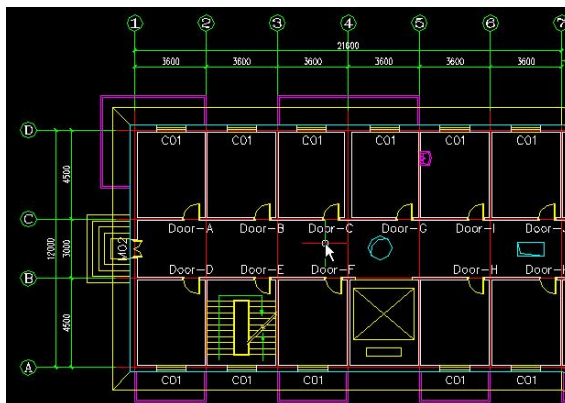 1 2 3 4 5 6 7
21600
3600 3600 3600 3600 3600 3600
D
C01 C01 C01 C01 C01 C01
4500
C
Door-A Door-B Door-C Door-G Door-I
12000 3000 M02
Door-D Door-E Door-F Door-H
B
4500
A
C01 C01 C01 C01 C01